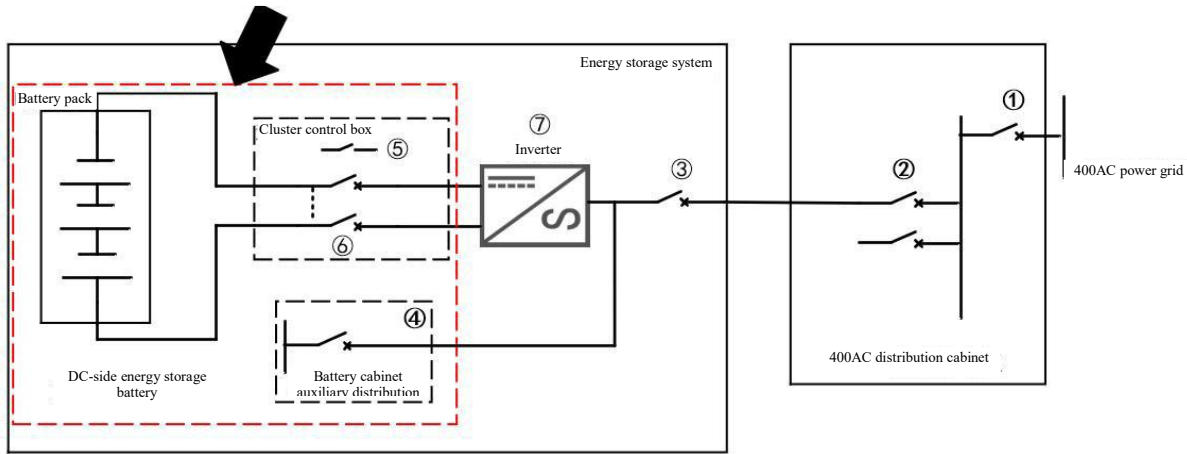 Energy storage system
Battery pack
Cluster control box
⑤
⑦
Inverter
③
②
①
400AC power grid
⑥
④
DC-side energy storage
battery
Battery cabinet
auxiliary distribution
400AC distribution cabinet